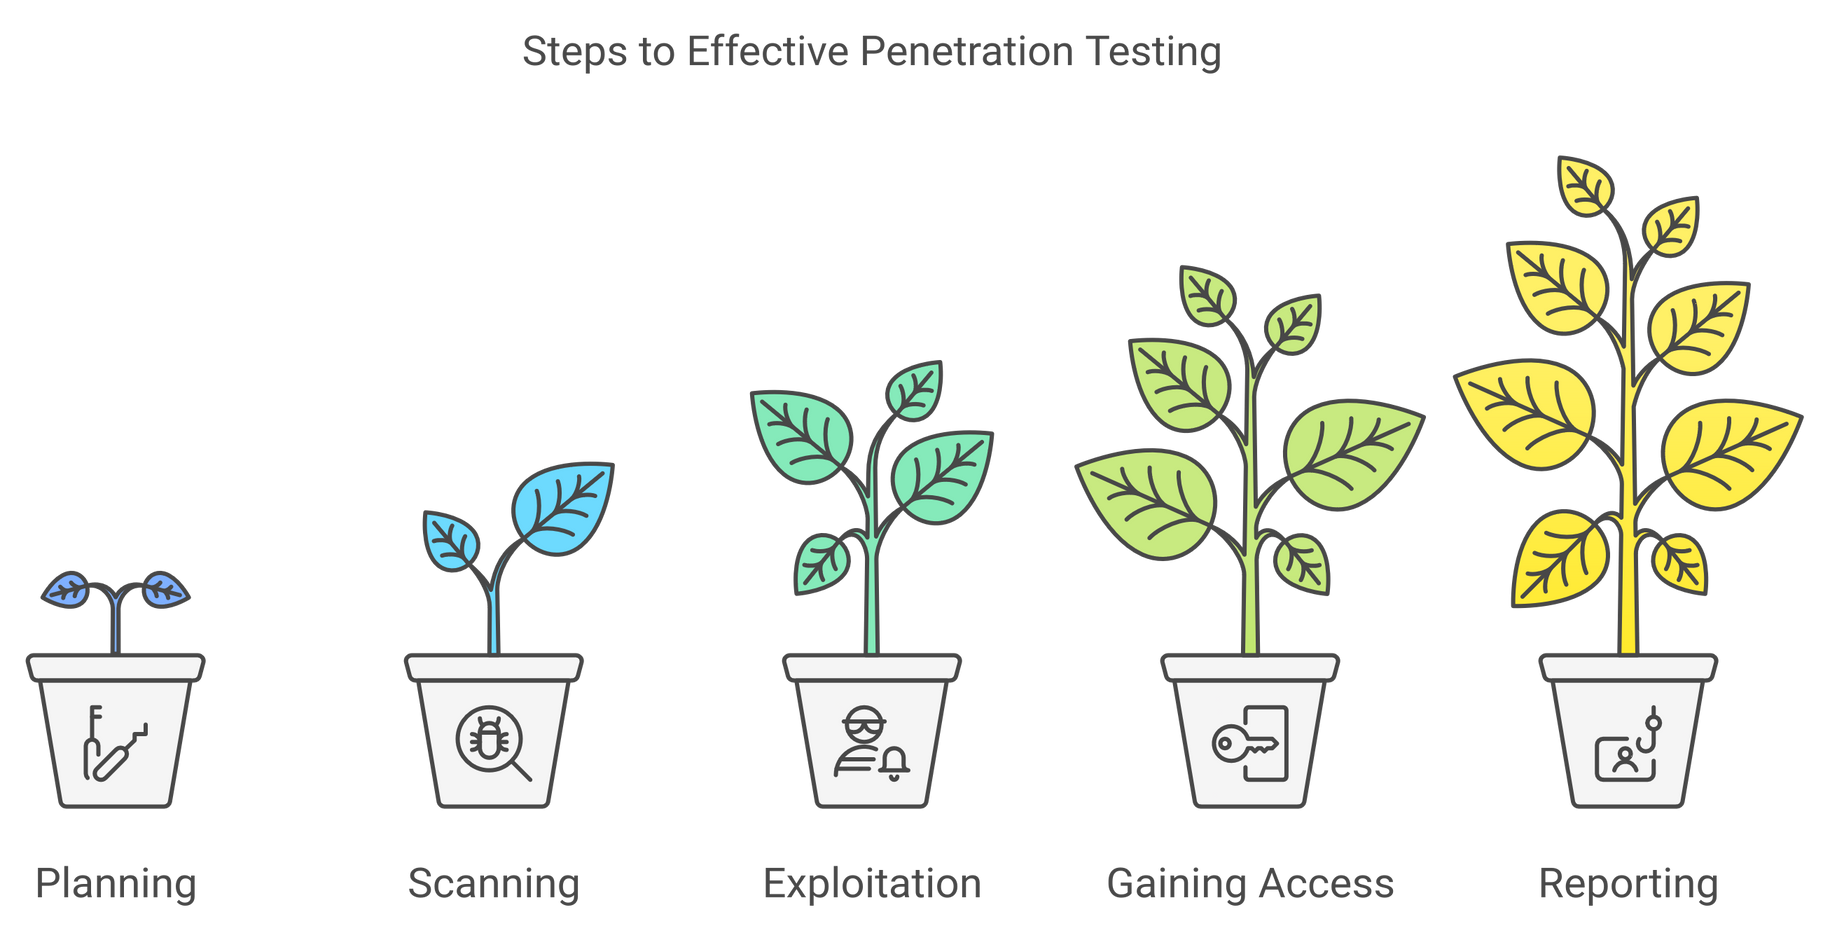 Steps to Effective Penetration Testing
Planning
Scanning
Exploitation
Gaining Access
Reporting